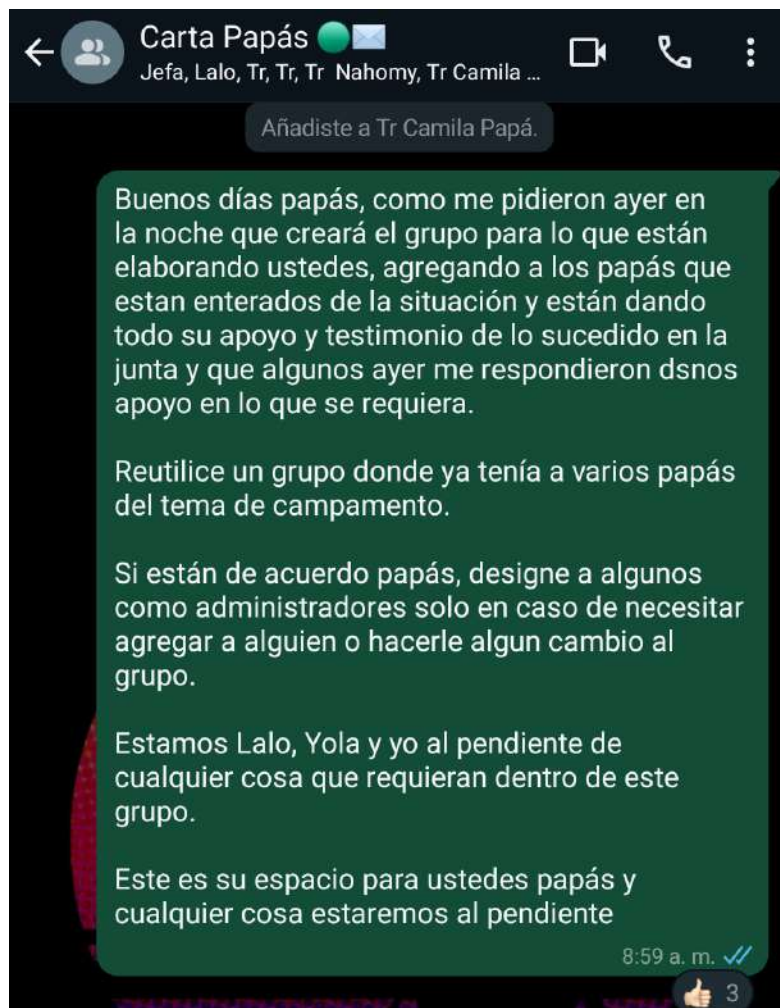 Carta Papás 🟢✉️
Jefa, Lalo, Tr, Tr, Tr Nahomy, Tr Camila ...
Añadiste a Tr Camila Papá.
Buenos días papás, como me pidieron ayer en
la noche que creará el grupo para lo que están
elaborando ustedes, agregando a los papás que
estan enterados de la situación y están dando
todo su apoyo y testimonio de lo sucedido en la
junta y que algunos ayer me respondieron dsnos
apoyo en lo que se requiera.
Reutilice un grupo donde ya tenía a varios papás
del tema de campamento.
Si están de acuerdo papás, designe a algunos
como administradores solo en caso de necesitar
agregar a alguien o hacerle algun cambio al
grupo.
Estamos Lalo, Yola y yo al pendiente de
cualquier cosa que requieran dentro de este
grupo.
Este es su espacio para ustedes papás y
cualquier cosa estaremos al pendiente
8:59 a. m.
👍🏻 3